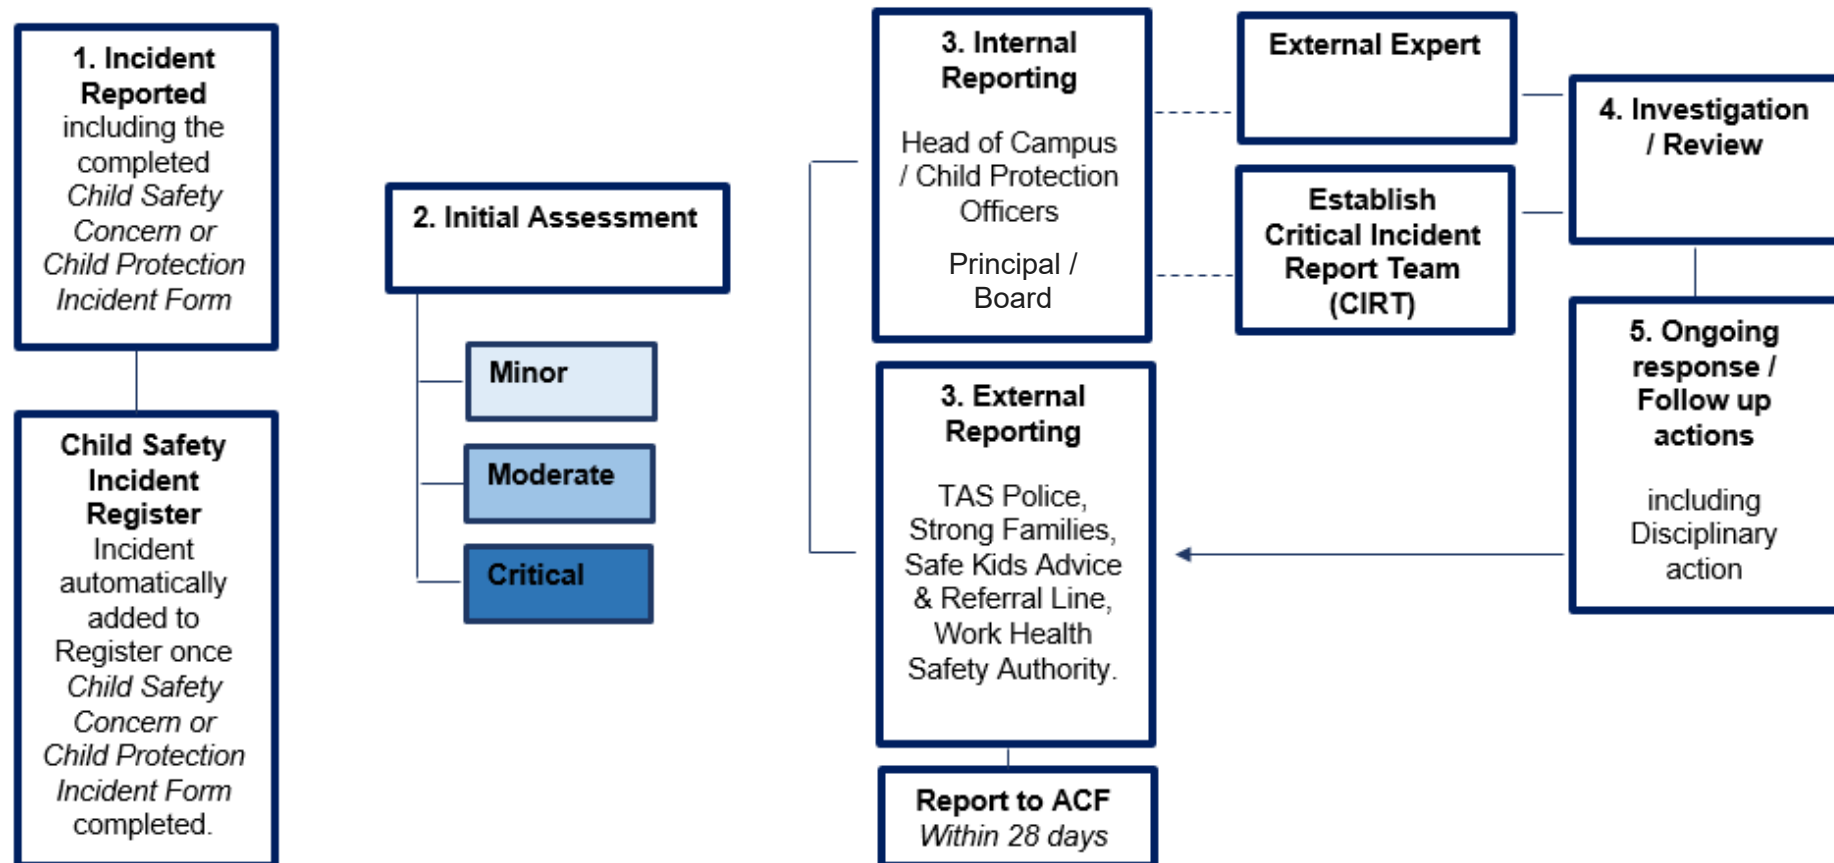 1. Incident
Reported
including the
completed
Child Safety
Concern or
Child Protection
Incident Form
Child Safety
Incident
Register
Incident
automatically
added to
Register once
Child Safety
Concern or
Child Protection
Incident Form
completed.
2. Initial Assessment
Minor
Moderate
Critical
3. Internal
Reporting
Head of Campus
/ Child Protection
Officers
Principal /
Board
3. External
Reporting
TAS Police,
Strong Families,
Safe Kids Advice
& Referral Line,
Work Health
Safety Authority.
Report to ACF
Within 28 days
External Expert
Establish
Critical Incident
Report Team
(CIRT)
4. Investigation
/ Review
5. Ongoing
response /
Follow up
actions
including
Disciplinary
action